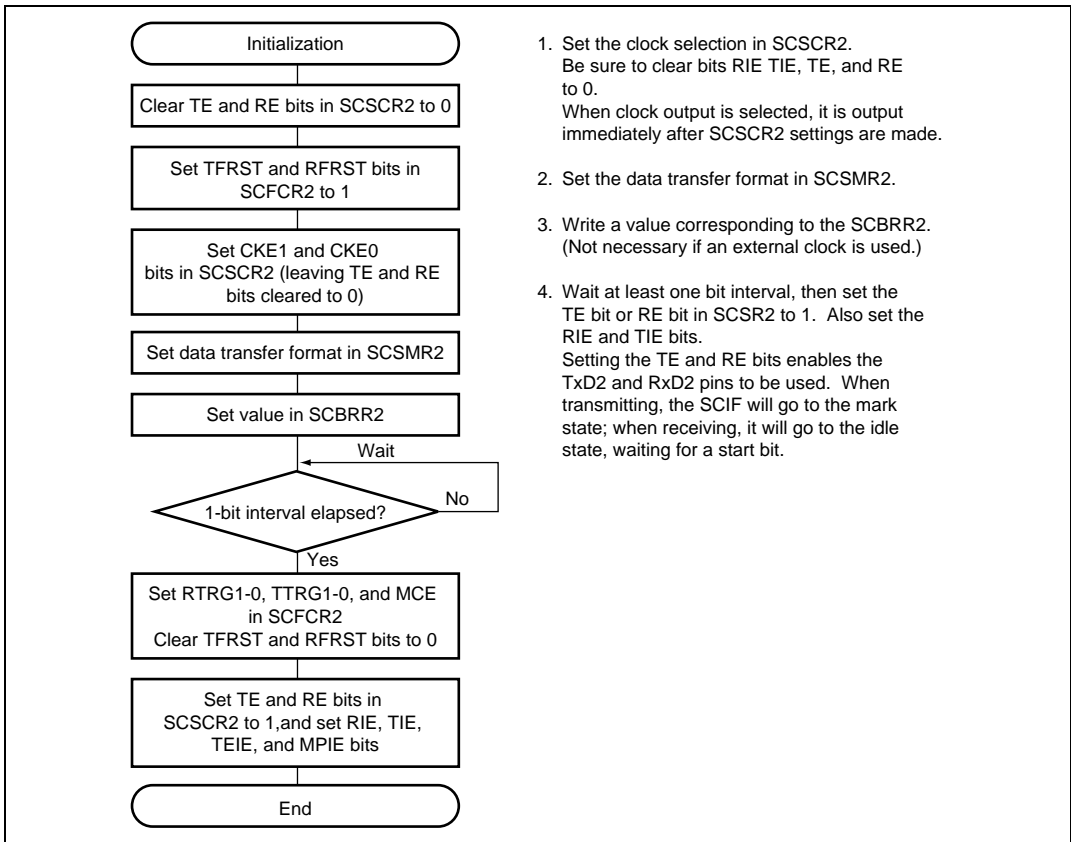 Initialization
Clear TE and RE bits in SCSCR2 to 0
Set TFRST and RFRST bits in
SCFCR2 to 1
Set CKE1 and CKE0
bits in SCSCR2 (leaving TE and RE
bits cleared to 0)
Set data transfer format in SCSMR2
Set value in SCBRR2
Wait
1-bit interval elapsed?
No
Yes
Set RTRG1-0, TTRG1-0, and MCE
in SCFCR2
Clear TFRST and RFRST bits to 0
Set TE and RE bits in
SCSCR2 to 1,and set RIE, TIE,
TEIE, and MPIE bits
End
1. Set the clock selection in SCSCR2.
Be sure to clear bits RIE TIE, TE, and RE
to 0.
When clock output is selected, it is output
immediately after SCSCR2 settings are made.
2. Set the data transfer format in SCSMR2.
3. Write a value corresponding to the SCBRR2.
(Not necessary if an external clock is used.)
4. Wait at least one bit interval, then set the
TE bit or RE bit in SCSR2 to 1. Also set the
RIE and TIE bits.
Setting the TE and RE bits enables the
TxD2 and RxD2 pins to be used. When
transmitting, the SCIF will go to the mark
state; when receiving, it will go to the idle
state, waiting for a start bit.